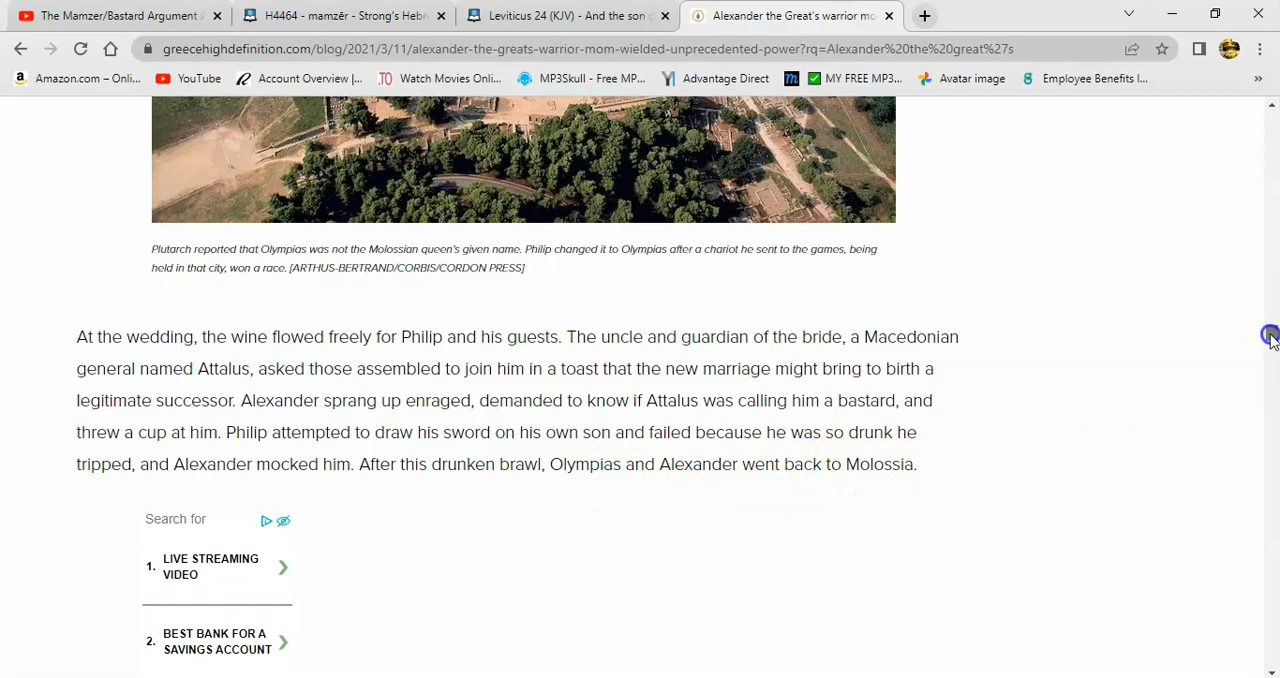 The Mamzer/Bastard Argument A
H4464 - mamzêr - Strong's Hebre
Leviticus 24 (KJV) - And the son o
Alexander the Great's warrior mo
greecehighdefinition.com/blog/2021/3/11/alexander-the-greats-warrior-mom-wielded-unprecedented-power?rq=Alexander%20the%20great%27s
Amazon.com – Onli...
YouTube
Account Overview |...
.TO Watch Movies Onl...
MP3Skull - Free MP...
Advantage Direct
MY FREE MP3...
Avatar image
Employee Benefits I...
»
Plutarch reported that Olympias was not the Molossian queen's given name. Philip changed it to Olympias after a chariot he sent to the games, being
held in that city, won a race. [ARTHUS-BERTRAND/CORBIS/CORDON PRESS]
At the wedding, the wine flowed freely for Philip and his guests. The uncle and guardian of the bride, a Macedonian
general named Attalus, asked those assembled to join him in a toast that the new marriage might bring to birth a
legitimate successor. Alexander sprang up enraged, demanded to know if Attalus was calling him a bastard, and
threw a cup at him. Philip attempted to draw his sword on his own son and failed because he was so drunk he
tripped, and Alexander mocked him. After this drunken brawl, Olympias and Alexander went back to Molossia.
Search for
1. LIVE STREAMING
VIDEO
2. BEST BANK FOR A
SAVINGS ACCOUNT